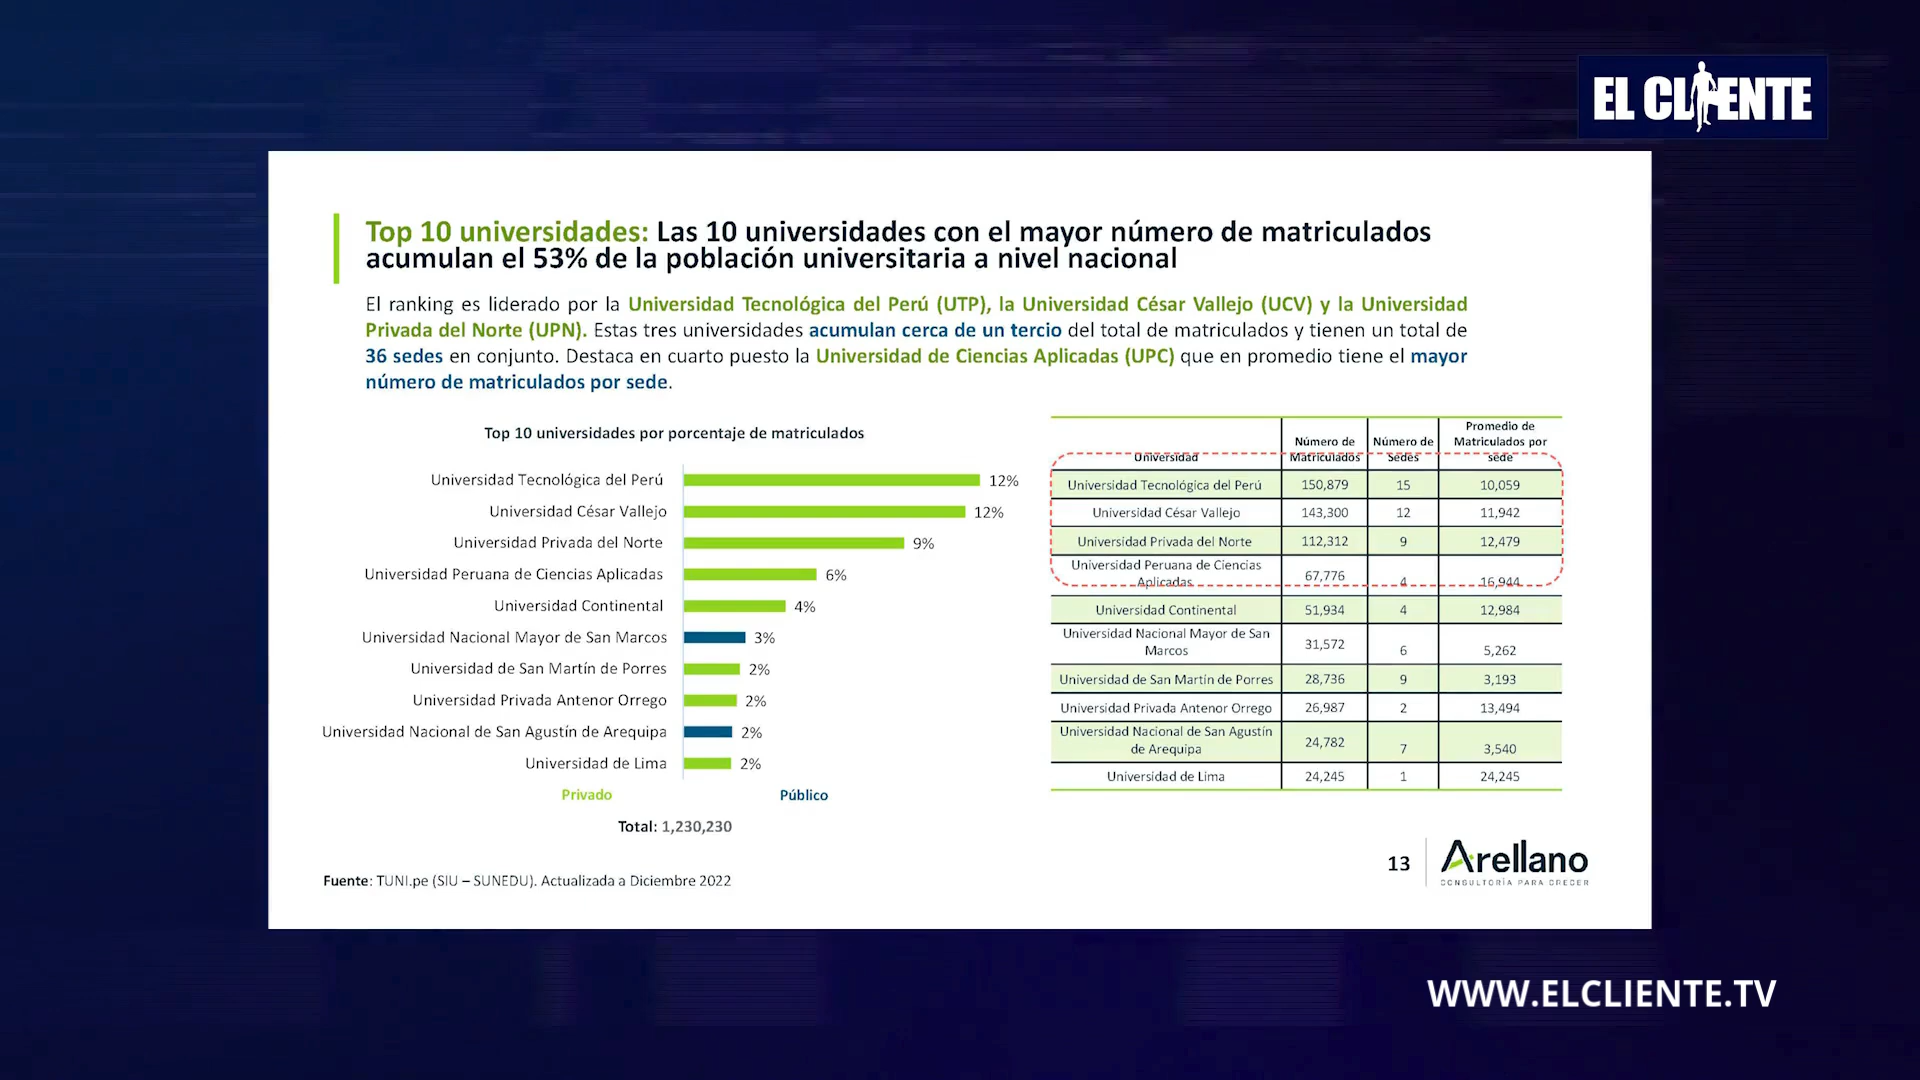 EL CLIENTE
Top 10 universidades: Las 10 universidades con el mayor número de matriculados
acumulan el 53% de la población universitaria a nivel nacional
El ranking es liderado por la Universidad Tecnológica del Perú (UTP), la Universidad César Vallejo (UCV) y la Universidad
Privada del Norte (UPN). Estas tres universidades acumulan cerca de un tercio del total de matriculados y tienen un total de
36 sedes en conjunto. Destaca en cuarto puesto la Universidad de Ciencias Aplicadas (UPC) que en promedio tiene el mayor
número de matriculados por sede.
Top 10 universidades por porcentaje de matriculados
Universidad Tecnológica del Perú 12%
Universidad César Vallejo 12%
Universidad Privada del Norte 9%
Universidad Peruana de Ciencias Aplicadas 6%
Universidad Continental 4%
Universidad Nacional Mayor de San Marcos 3%
Universidad de San Martín de Porres 2%
Universidad Privada Antenor Orrego 2%
Universidad Nacional de San Agustín de Arequipa 2%
Universidad de Lima 2%
Privado Público
Total: 1,230,230
Promedio de
Número de Número de Matriculados por
Universidad Matriculados Sedes sede
Universidad Tecnológica del Perú 150,879 15 10,059
Universidad César Vallejo 143,300 12 11,942
Universidad Privada del Norte 112,312 9 12,479
Universidad Peruana de Ciencias
Aplicadas 67,776 4 16,944
Universidad Continental 51,934 4 12,984
Universidad Nacional Mayor de San
Marcos 31,572 6 5,262
Universidad de San Martín de Porres 28,736 9 3,193
Universidad Privada Antenor Orrego 26,987 2 13,494
Universidad Nacional de San Agustín
de Arequipa 24,782 7 3,540
Universidad de Lima 24,245 1 24,245
Fuente: TUNI.pe (SIU – SUNEDU). Actualizada a Diciembre 2022
13
Arellano
CONSULTORÍA PARA CRECER
WWW.ELCLIENTE.TV